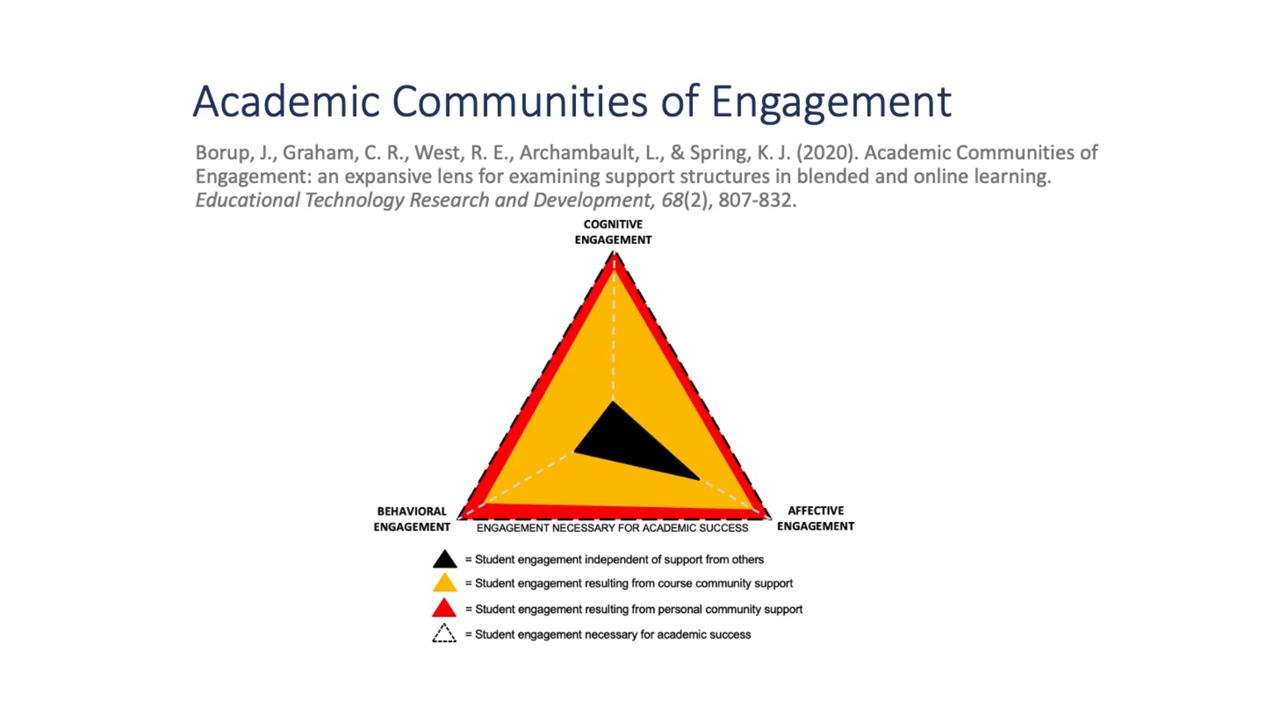 Academic Communities of Engagement
Borup, J., Graham, C. R., West, R. E., Archambault, L., & Spring, K. J. (2020). Academic Communities of
Engagement: an expansive lens for examining support structures in blended and online learning.
Educational Technology Research and Development, 68(2), 807-832.
COGNITIVE
ENGAGEMENT
BEHAVIORAL
ENGAGEMENT
AFFECTIVE
ENGAGEMENT
ENGAGEMENT NECESSARY FOR ACADEMIC SUCCESS
= Student engagement independent of support from others
= Student engagement resulting from course community support
= Student engagement resulting from personal community support
= Student engagement necessary for academic success